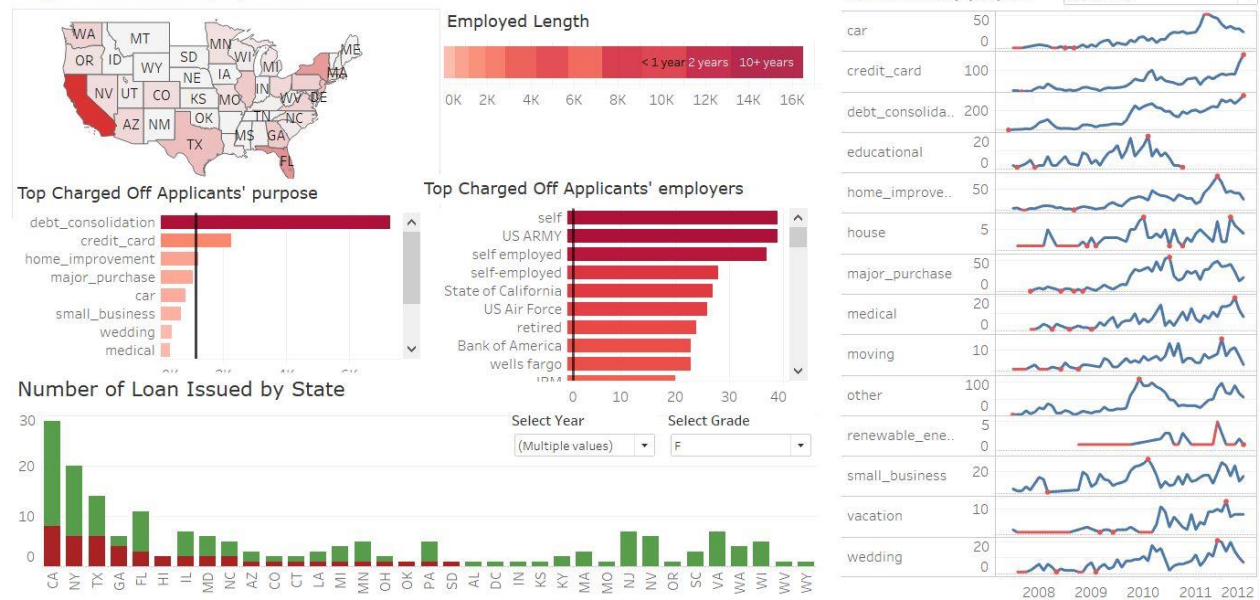 WA
MT
ME
OR
ID
MN
SD
WI
MI
WY
NE
IA
MA
NV
UT
CO
KS
MO
IN
WV
DE
AZ
NM
OK
TN
NC
MS
GA
TX
FL
Employed Length
< 1 year
2 years
10+ years
0K 2K 4K 6K 8K 10K 12K 14K 16K
Top Charged Off Applicants' purpose
debt_consolidation
credit_card
home_improvement
major_purchase
car
small_business
wedding
medical
Top Charged Off Applicants' employers
self
US ARMY
self employed
self-employed
State of California
US Air Force
retired
Bank of America
wells fargo
IBM
0 10 20 30 40
Number of Loan Issued by State
Select Year
(Multiple values)
Select Grade
F
30
20
10
0
CA NY TX GA FL HI IL MD NC AZ CO CT LA MI MN OH OK PA SD AL DC IN KS KY MA MO NJ NV OR SC VA WA WI WV WY
car 50 0
credit_card 100
debt_consolida.. 200
educational 20 0
home_improve.. 50
house 5
major_purchase 50 0
medical 20 0
moving 10
other 100 0
renewable_ene.. 5 0
small_business 20
vacation 10
wedding 20 0
2008 2009 2010 2011 2012